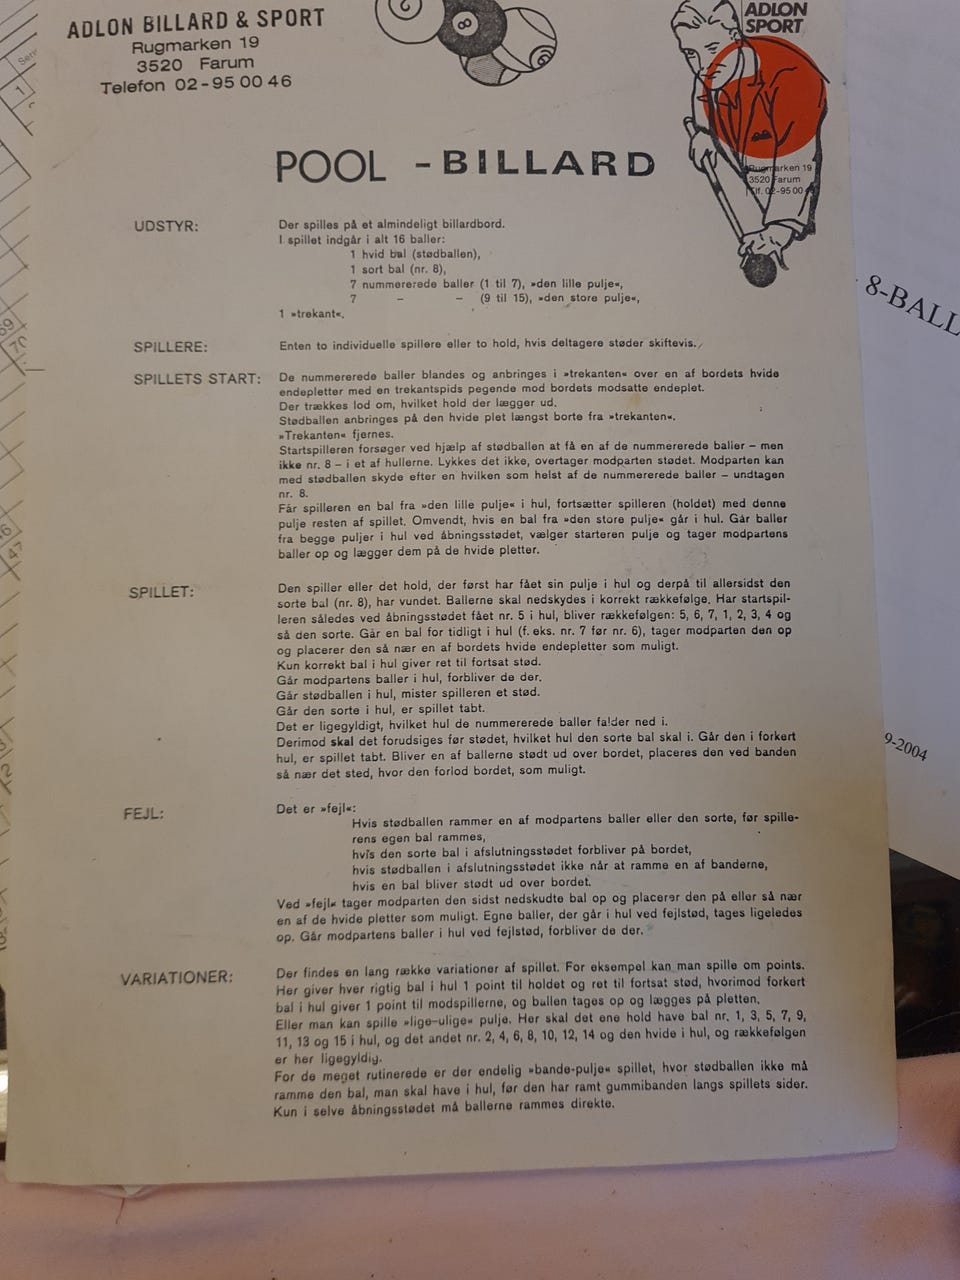 ADLON BILLARD & SPORT
Rugmarken 19
3520 Farum
Telefon 02-95 00 46
8
ADLON
SPORT
Rugmarken 19
3520 Farum
Tlf. 02-95 00
POOL - BILLARD
8-BALL
UDSTYR:
Der spilles på et almindeligt billardbord.
I spillet indgår i alt 16 baller:
1 hvid bal (stødballen),
1 sort bal (nr. 8),
7 nummererede baller (1 til 7), »den lille pulje«,
7 - - (9 til 15), »den store pulje«,
1 »trekant«.
SPILLERE:
Enten to individuelle spillere eller to hold, hvis deltagere støder skiftevis.
SPILLETS START:
De nummererede baller blandes og anbringes i »trekanten« over en af bordets hvide
endepletter med en trekantspids pegende mod bordets modsatte endeplet.
Der trækkes lod om, hvilket hold der lægger ud.
Stødballen anbringes på den hvide plet længst borte fra »trekanten«.
»Trekanten« fjernes.
Startspilleren forsøger ved hjælp af stødballen at få en af de nummererede baller – men
ikke nr. 8 – i et af hullerne. Lykkes det ikke, overtager modparten stødet. Modparten kan
med stødballen skyde efter en hvilken som helst af de nummererede baller – undtagen
nr. 8.
Får spilleren en bal fra »den lille pulje« i hul, fortsætter spilleren (holdet) med denne
pulje resten af spillet. Omvendt, hvis en bal fra »den store pulje« går i hul. Går baller
fra begge puljer i hul ved åbningsstødet, vælger starteren pulje og tager modpartens
baller op og lægger dem på de hvide pletter.
SPILLET:
Den spiller eller det hold, der først har fået sin pulje i hul og derpå til allersidst den
sorte bal (nr. 8), har vundet. Ballerne skal nedskydes i korrekt rækkefølge. Har startspil-
leren således ved åbningsstødet fået nr. 5 i hul, bliver rækkefølgen: 5, 6, 7, 1, 2, 3, 4 og
så den sorte. Går en bal for tidligt i hul (f. eks. nr. 7 før nr. 6), tager modparten den op
og placerer den så nær en af bordets hvide endepletter som muligt.
Kun korrekt bal i hul giver ret til fortsat stød.
Går modpartens baller i hul, forbliver de der.
Går stødballen i hul, mister spilleren et stød.
Går den sorte i hul, er spillet tabt.
Det er ligegyldigt, hvilket hul de nummererede baller falder ned i.
Derimod skal det forudsiges før stødet, hvilket hul den sorte bal skal i. Går den i forkert
hul, er spillet tabt. Bliver en af ballerne stødt ud over bordet, placeres den ved banden
så nær det sted, hvor den forlod bordet, som muligt.
9-2004
FEJL:
Det er »fejl«:
Hvis stødballen rammer en af modpartens baller eller den sorte, før spille-
rens egen bal rammes,
hvis den sorte bal i afslutningsstødet forbliver på bordet,
hvis stødballen i afslutningsstødet ikke når at ramme en af banderne,
hvis en bal bliver stødt ud over bordet.
Ved »fejl« tager modparten den sidst nedskudte bal op og placerer den på eller så nær
en af de hvide pletter som muligt. Egne baller, der går i hul ved fejlstød, tages ligeledes
op. Går modpartens baller i hul ved fejlstød, forbliver de der.
VARIATIONER:
Der findes en lang række variationer af spillet. For eksempel kan man spille om points.
Her giver hver rigtig bal i hul 1 point til holdet og ret til fortsat stød, hvorimod forkert
bal i hul giver 1 point til modspillerne, og ballen tages op og lægges på pletten.
Eller man kan spille »lige-ulige« pulje. Her skal det ene hold have bal nr. 1, 3, 5, 7, 9,
11, 13 og 15 i hul, og det andet nr. 2, 4, 6, 8, 10, 12, 14 og den hvide i hul, og rækkefølgen
er her ligegyldig.
For de meget rutinerede er der endelig »bande-pulje« spillet, hvor stødballen ikke må
ramme den bal, man skal have i hul, før den har ramt gummibanden langs spillets sider.
Kun i selve åbningsstødet må ballerne rammes direkte.